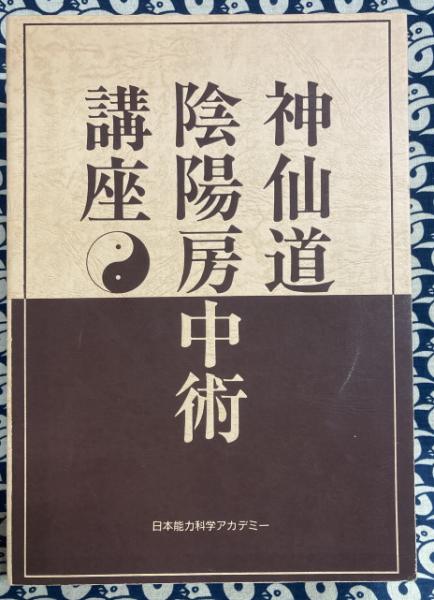 神仙道
陰陽房中術
講座
日本能力科学アカデミー